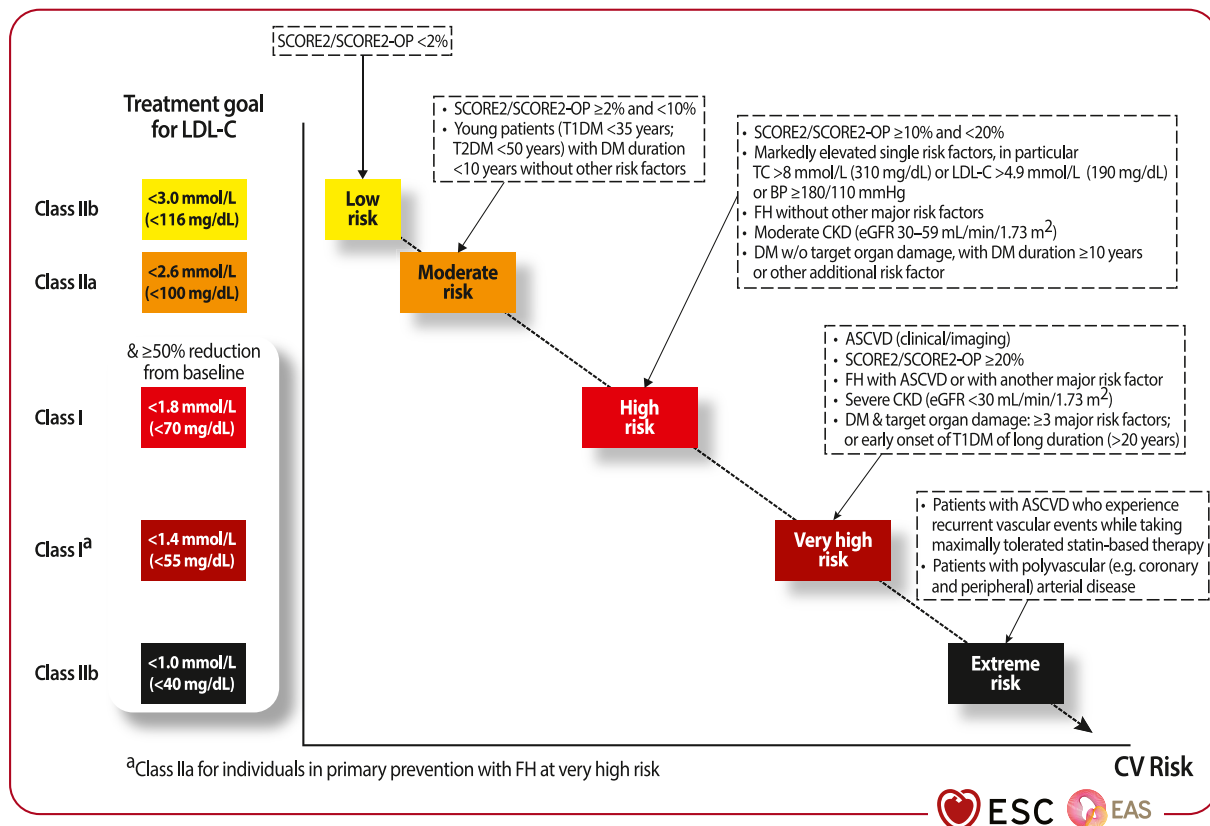 SCORE2/SCORE2-OP <2%
Treatment goal
for LDL-C
Class IIb
<3.0 mmol/L
(<116 mg/dL)
Class IIa
<2.6 mmol/L
(<100 mg/dL)
& ≥50% reduction
from baseline
Class I
<1.8 mmol/L
(<70 mg/dL)
Class Iª
<1.4 mmol/L
(<55 mg/dL)
Class IIb
<1.0 mmol/L
(<40 mg/dL)
Low
risk
• SCORE2/SCORE2-OP ≥2% and <10%
• Young patients (T1DM <35 years;
T2DM <50 years) with DM duration
<10 years without other risk factors
Moderate
risk
• SCORE2/SCORE2-OP ≥10% and <20%
• Markedly elevated single risk factors, in particular
TC >8 mmol/L (310 mg/dL) or LDL-C >4.9 mmol/L (190 mg/dL)
or BP ≥180/110 mmHg
• FH without other major risk factors
• Moderate CKD (eGFR 30–59 mL/min/1.73 m²)
• DM w/o target organ damage, with DM duration ≥10 years
or other additional risk factor
High
risk
• ASCVD (clinical/imaging)
• SCORE2/SCORE2-OP ≥20%
• FH with ASCVD or with another major risk factor
• Severe CKD (eGFR <30 mL/min/1.73 m²)
• DM & target organ damage: ≥3 major risk factors;
or early onset of T1DM of long duration (>20 years)
Very high
risk
• Patients with ASCVD who experience
recurrent vascular events while taking
maximally tolerated statin-based therapy
• Patients with polyvascular (e.g. coronary
and peripheral) arterial disease
Extreme
risk
CV Risk
ªClass IIa for individuals in primary prevention with FH at very high risk
ESC
EAS